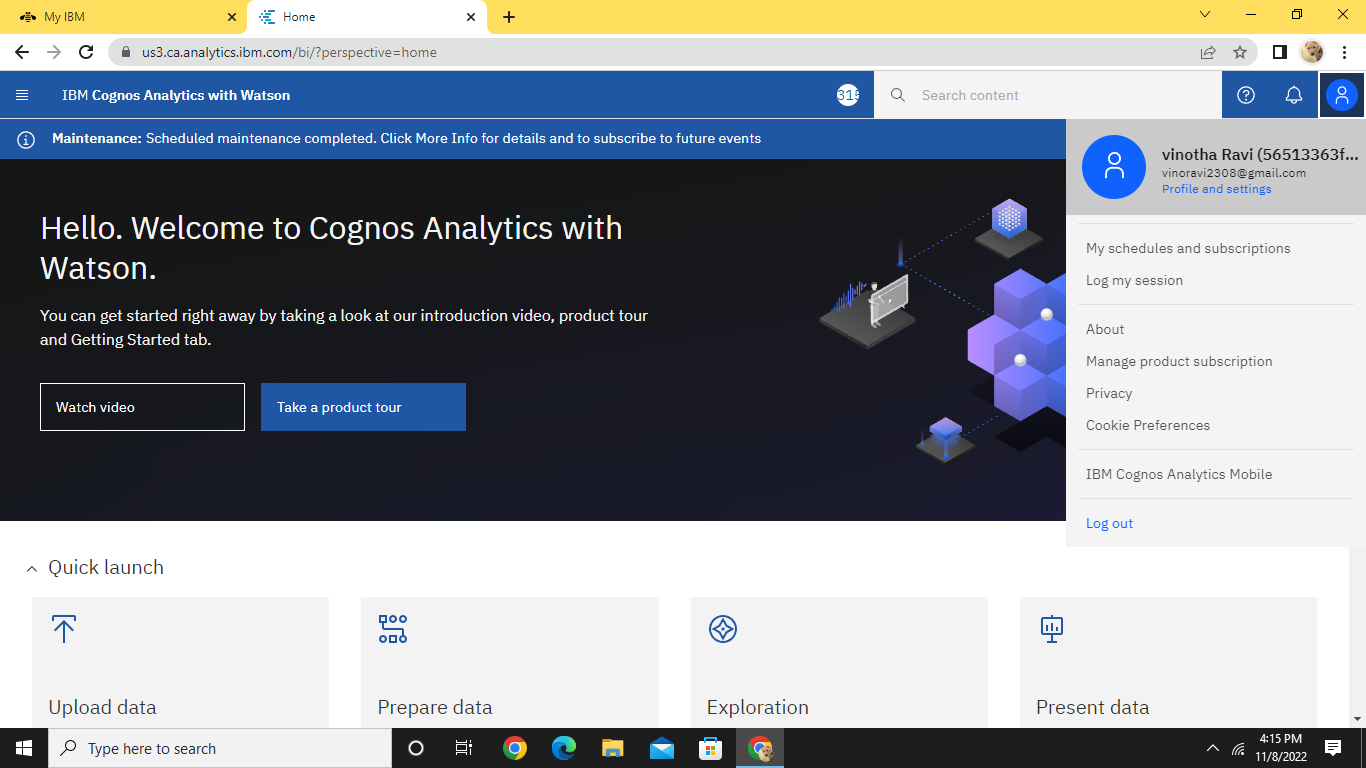 My IBM
Home
us3.ca.analytics.ibm.com/bi/?perspective=home
IBM Cognos Analytics with Watson
315
Search content
Maintenance: Scheduled maintenance completed. Click More Info for details and to subscribe to future events
vinotha Ravi (56513363f...
vinoravi2308@gmail.com
Profile and settings
My schedules and subscriptions
Log my session
About
Manage product subscription
Privacy
Cookie Preferences
IBM Cognos Analytics Mobile
Log out
Hello. Welcome to Cognos Analytics with
Watson.
You can get started right away by taking a look at our introduction video, product tour
and Getting Started tab.
Watch video
Take a product tour
Quick launch
Upload data
Prepare data
Exploration
Present data
Type here to search
4:15 PM
11/8/2022